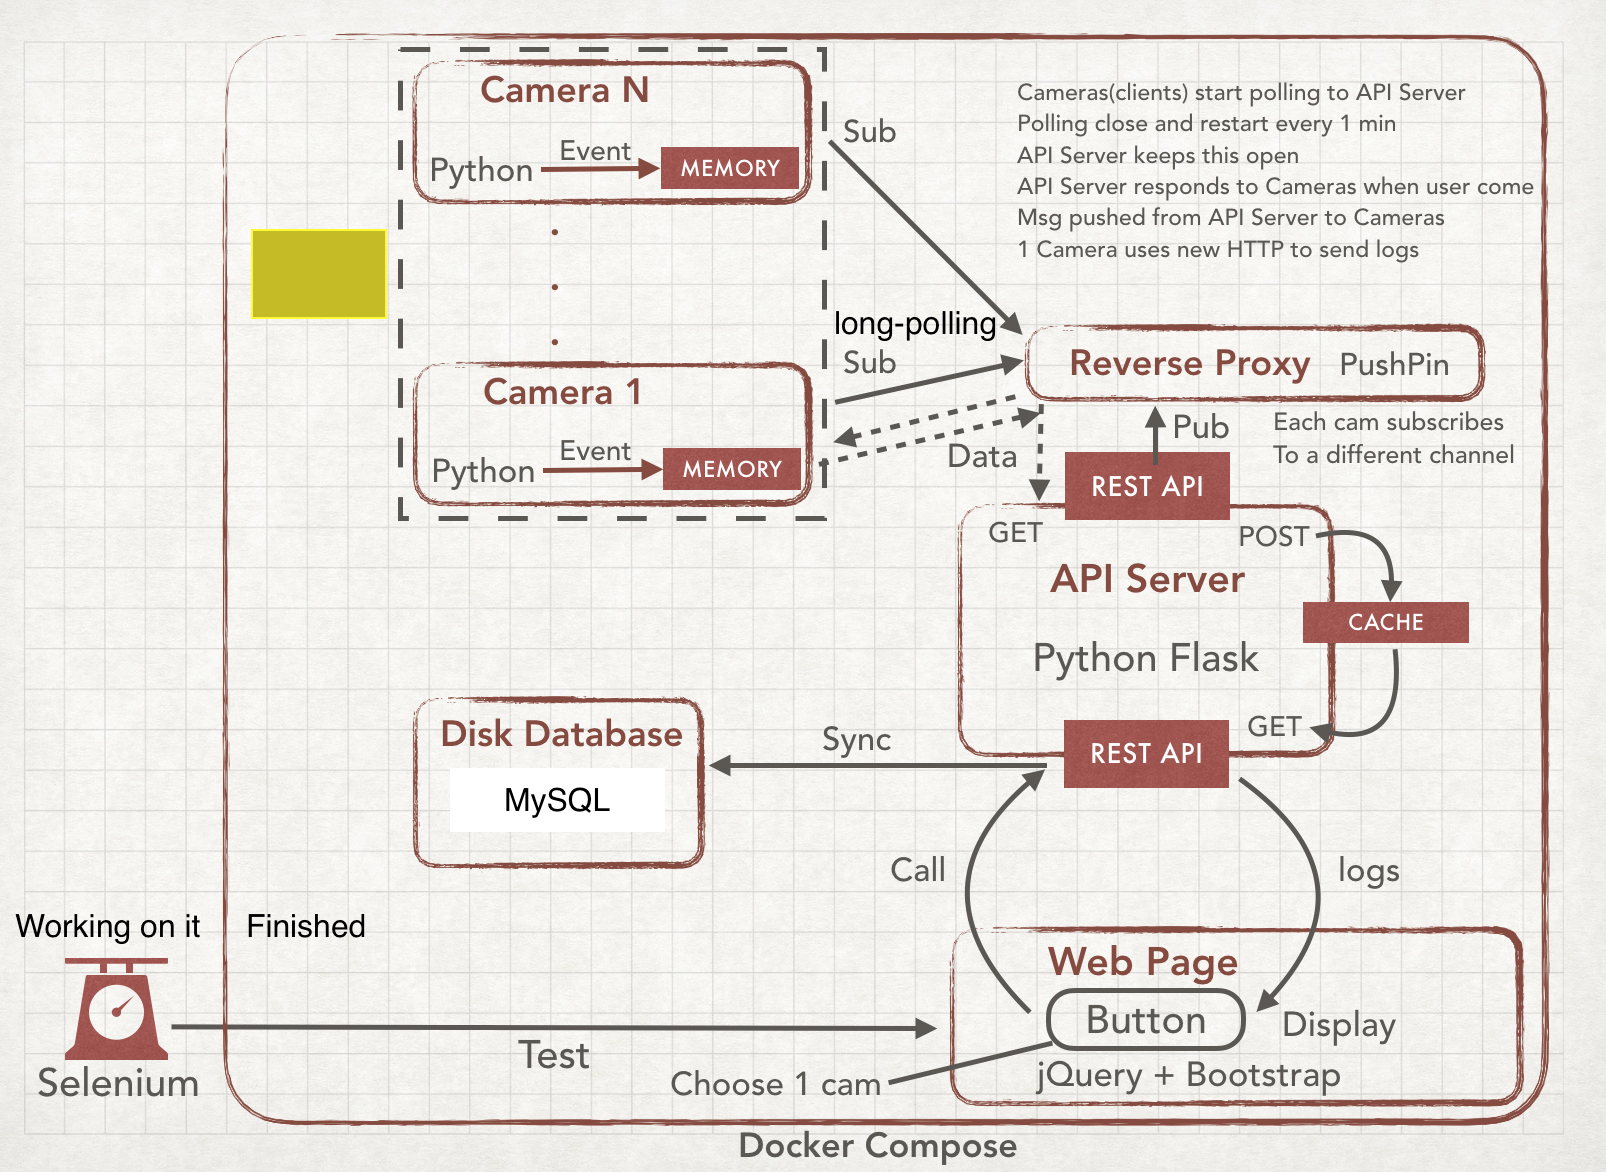 Camera N
Python
Event
MEMORY
Sub
Cameras(clients) start polling to API Server
Polling close and restart every 1 min
API Server keeps this open
API Server responds to Cameras when user come
Msg pushed from API Server to Cameras
1 Camera uses new HTTP to send logs
long-polling
Sub
Reverse Proxy PushPin
Camera 1
Python
Event
MEMORY
Data
Pub
Each cam subscribes
To a different channel
REST API
GET
POST
API Server
CACHE
Python Flask
GET
REST API
Disk Database
MySQL
Sync
Call
logs
Working on it
Finished
Web Page
Button
Display
jQuery + Bootstrap
Choose 1 cam
Test
Selenium
Docker Compose